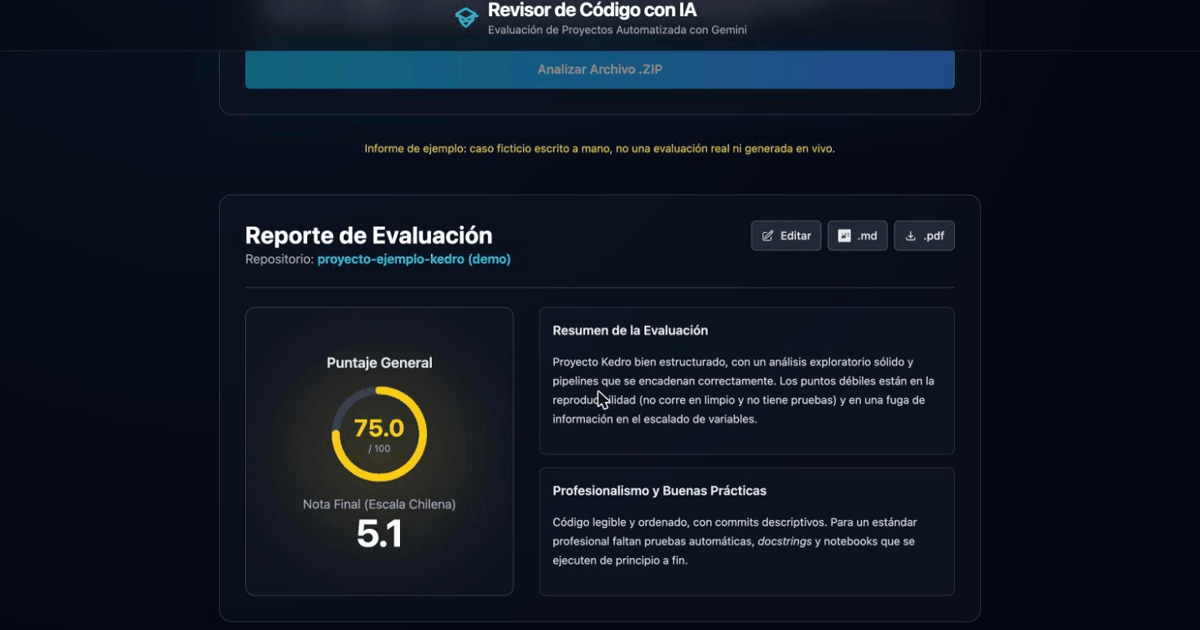 Revisor de Código con IA
Evaluación de Proyectos Automatizada con Gemini
Analizar Archivo .ZIP
Informe de ejemplo: caso ficticio escrito a mano, no una evaluación real ni generada en vivo.
Reporte de Evaluación
Editar
.md
.pdf
Repositorio: proyecto-ejemplo-kedro (demo)
Puntaje General
75.0
/ 100
Nota Final (Escala Chilena)
5.1
Resumen de la Evaluación
Proyecto Kedro bien estructurado, con un análisis exploratorio sólido y
pipelines que se encadenan correctamente. Los puntos débiles están en la
reproducibilidad (no corre en limpio y no tiene pruebas) y en una fuga de
información en el escalado de variables.
Profesionalismo y Buenas Prácticas
Código legible y ordenado, con commits descriptivos. Para un estándar
profesional faltan pruebas automáticas, docstrings y notebooks que se
ejecuten de principio a fin.